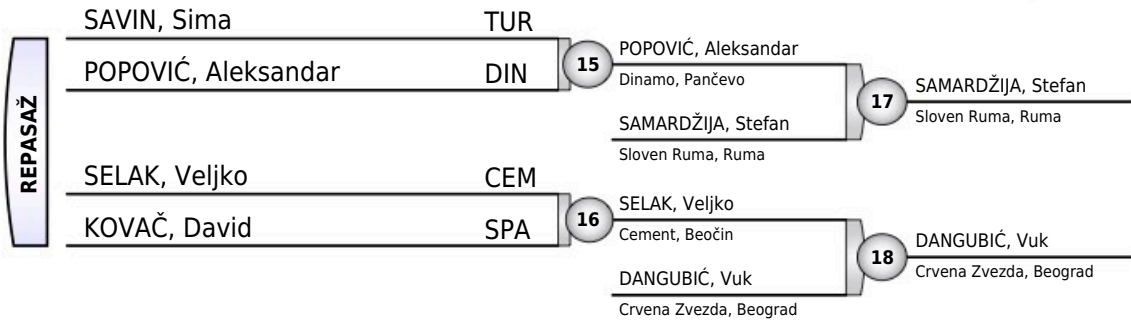 REPASAŽ
SAVIN, Sima TUR
POPOVIĆ, Aleksandar DIN
15
POPOVIĆ, Aleksandar
Dinamo, Pančevo
SAMARDŽIJA, Stefan
Sloven Ruma, Ruma
17
SAMARDŽIJA, Stefan
Sloven Ruma, Ruma
SELAK, Veljko CEM
KOVAČ, David SPA
16
SELAK, Veljko
Cement, Beočin
DANGUBIĆ, Vuk
Crvena Zvezda, Beograd
18
DANGUBIĆ, Vuk
Crvena Zvezda, Beograd